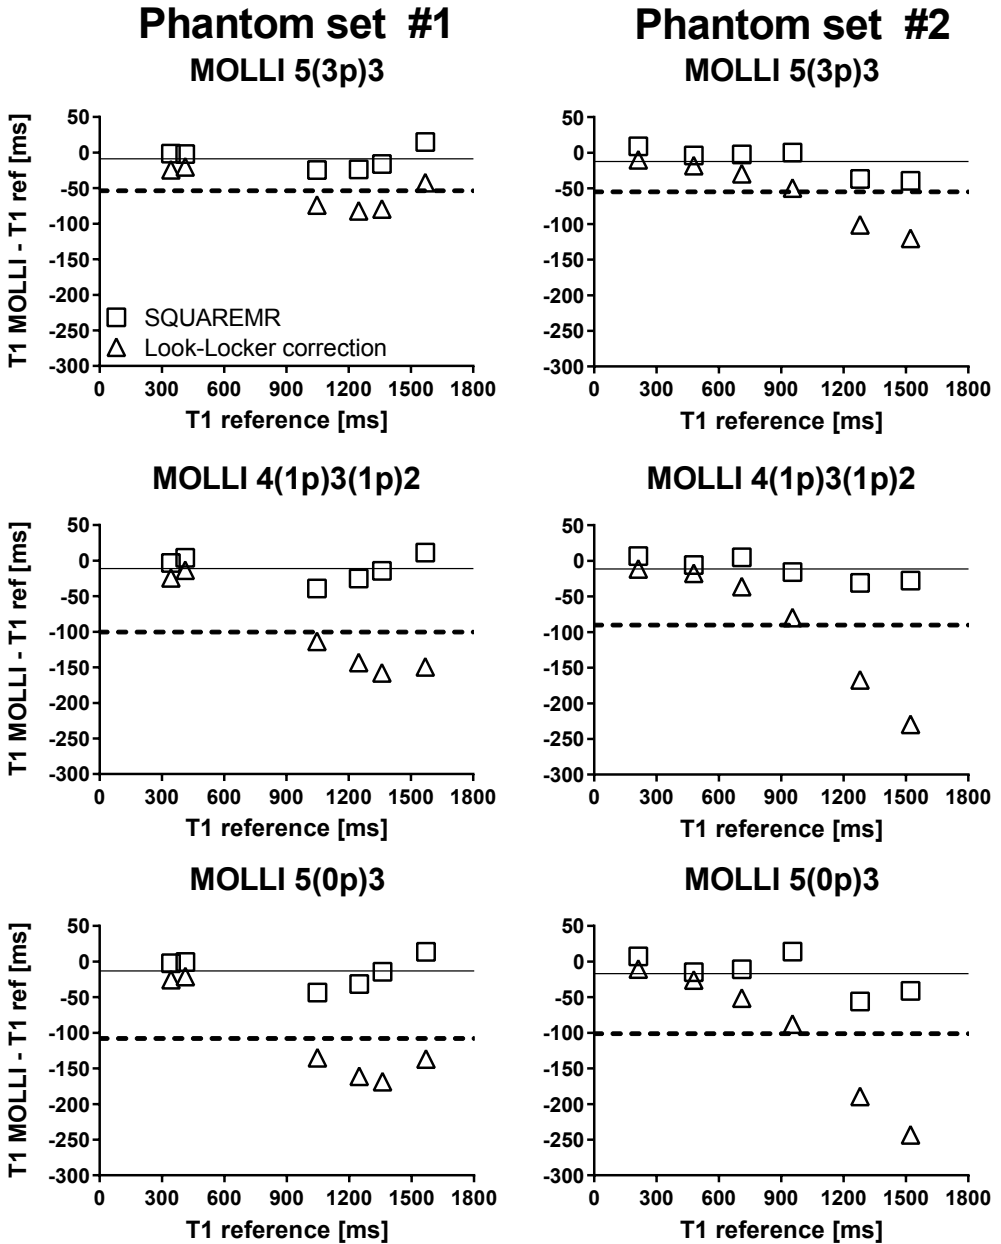 Phantom set #1
Phantom set #2
MOLLI 5(3p)3
T1 MOLLI - T1 ref [ms]
50
0
-50
-100
-150
-200
-250
-300
SQUAREMR
Look-Locker correction
0 300 600 900 1200 1500 1800
T1 reference [ms]
MOLLI 5(3p)3
50
0
-50
-100
-150
-200
-250
-300
0 300 600 900 1200 1500 1800
T1 reference [ms]
MOLLI 4(1p)3(1p)2
T1 MOLLI - T1 ref [ms]
50
0
-50
-100
-150
-200
-250
-300
0 300 600 900 1200 1500 1800
T1 reference [ms]
MOLLI 4(1p)3(1p)2
50
0
-50
-100
-150
-200
-250
-300
0 300 600 900 1200 1500 1800
T1 reference [ms]
MOLLI 5(0p)3
T1 MOLLI - T1 ref [ms]
50
0
-50
-100
-150
-200
-250
-300
0 300 600 900 1200 1500 1800
T1 reference [ms]
MOLLI 5(0p)3
50
0
-50
-100
-150
-200
-250
-300
0 300 600 900 1200 1500 1800
T1 reference [ms]